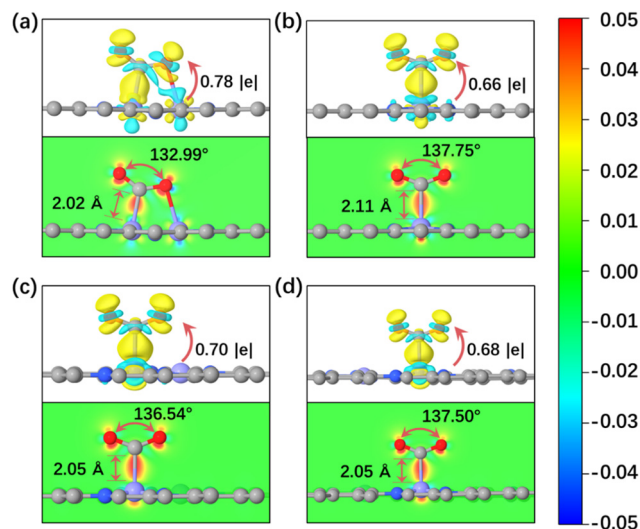 (a)
0.78 |e|
132.99°
2.02 Å
(b)
0.66 |e|
137.75°
2.11 Å
(c)
0.70 |e|
136.54°
2.05 Å
(d)
0.68 |e|
137.50°
2.05 Å
0.05
0.04
0.03
0.02
0.01
0
-0.01
-0.02
-0.03
-0.04
-0.05